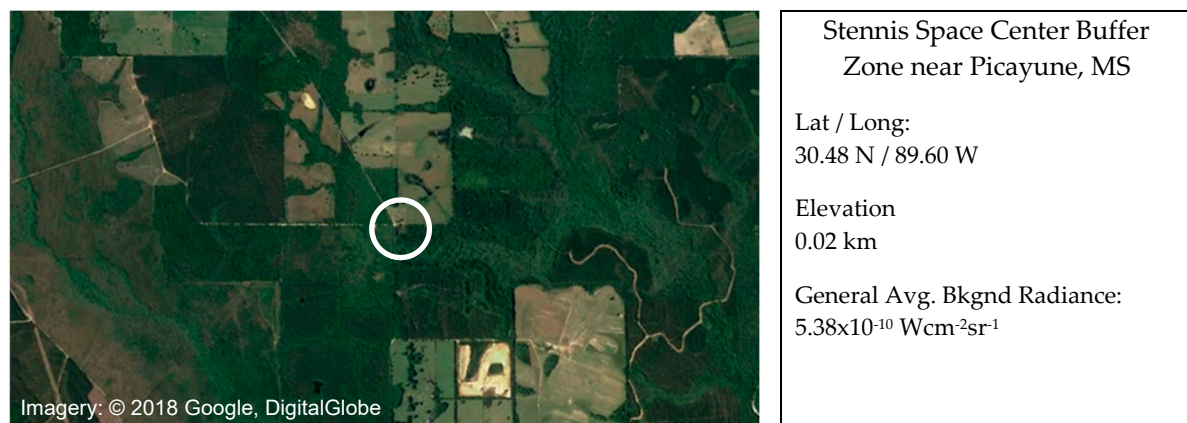 Imagery: © 2018 Google, DigitalGlobe
Stennis Space Center Buffer
Zone near Picayune, MS
Lat / Long:
30.48 N / 89.60 W
Elevation
0.02 km
General Avg. Bkgnd Radiance:
5.38x10⁻¹⁰ Wcm⁻²sr⁻¹